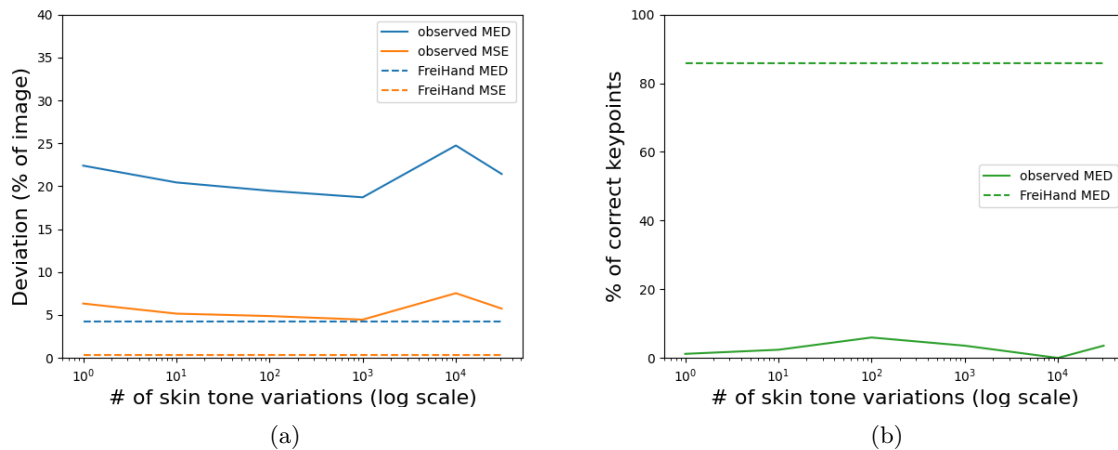 40
35
30
25
20
15
10
5
0
Deviation (% of image)
observed MED
observed MSE
FreiHand MED
FreiHand MSE
10⁰ 10¹ 10² 10³ 10⁴
# of skin tone variations (log scale)
(a)
100
80
60
40
20
0
% of correct keypoints
observed MED
FreiHand MED
10⁰ 10¹ 10² 10³ 10⁴
# of skin tone variations (log scale)
(b)